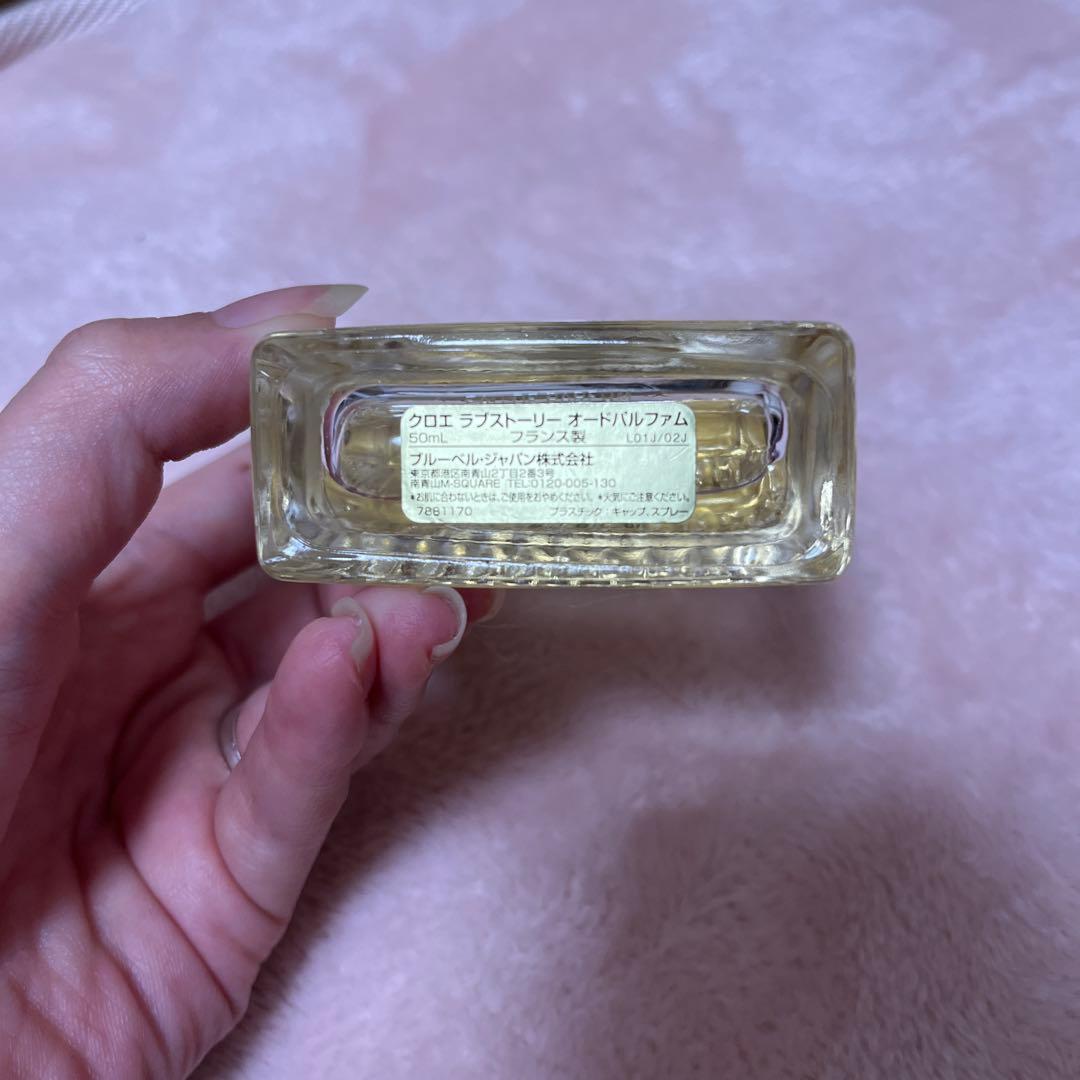 クロエ ラブストーリー オードパルファム
50mL フランス製 L01J/02J
ブルーベル・ジャパン株式会社
東京都港区南青山2丁目2番3号
南青山M-SQUARE TEL:0120-005-130
*お肌に合わないときは、ご使用をおやめください。*火気にご注意ください。
7881170 プラスチック：キャップ、スプレー